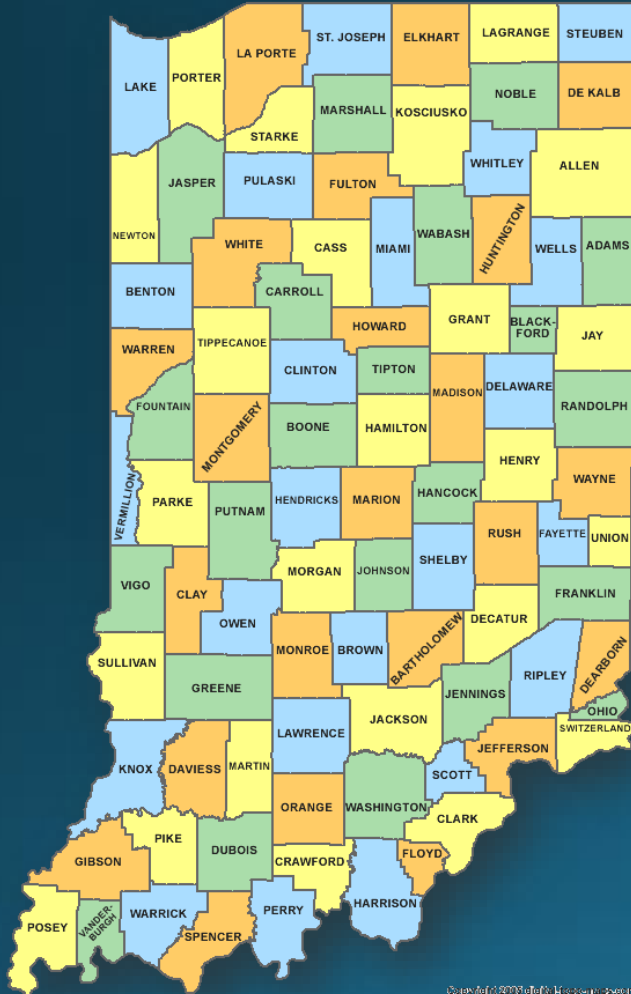 LA PORTE
ST. JOSEPH
ELKHART
LAGRANGE
STEUBEN
LAKE
PORTER
STARKE
MARSHALL
KOSCIUSKO
NOBLE
DE KALB
WHITLEY
ALLEN
NEWTON
JASPER
PULASKI
FULTON
WHITE
CASS
MIAMI
WABASH
HUNTINGTON
WELLS
ADAMS
BENTON
CARROLL
HOWARD
GRANT
BLACK-
FORD
JAY
WARREN
TIPPECANOE
CLINTON
TIPTON
MADISON
DELAWARE
RANDOLPH
FOUNTAIN
MONTGOMERY
BOONE
HAMILTON
HENRY
WAYNE
VERMILLION
PARKE
PUTNAM
HENDRICKS
MARION
HANCOCK
RUSH
FAYETTE
UNION
VIGO
CLAY
OWEN
MORGAN
JOHNSON
SHELBY
DECATUR
FRANKLIN
SULLIVAN
GREENE
MONROE
BROWN
BARTHOLOMEW
JENNINGS
RIPLEY
DEARBORN
OHIO
SWITZERLAND
KNOX
DAVIESS
MARTIN
LAWRENCE
JACKSON
SCOTT
JEFFERSON
GIBSON
PIKE
DUBOIS
ORANGE
WASHINGTON
CLARK
CRAWFORD
FLOYD
HARRISON
POSEY
VANDER-
BURGH
WARRICK
SPENCER
PERRY
Copyright 2005